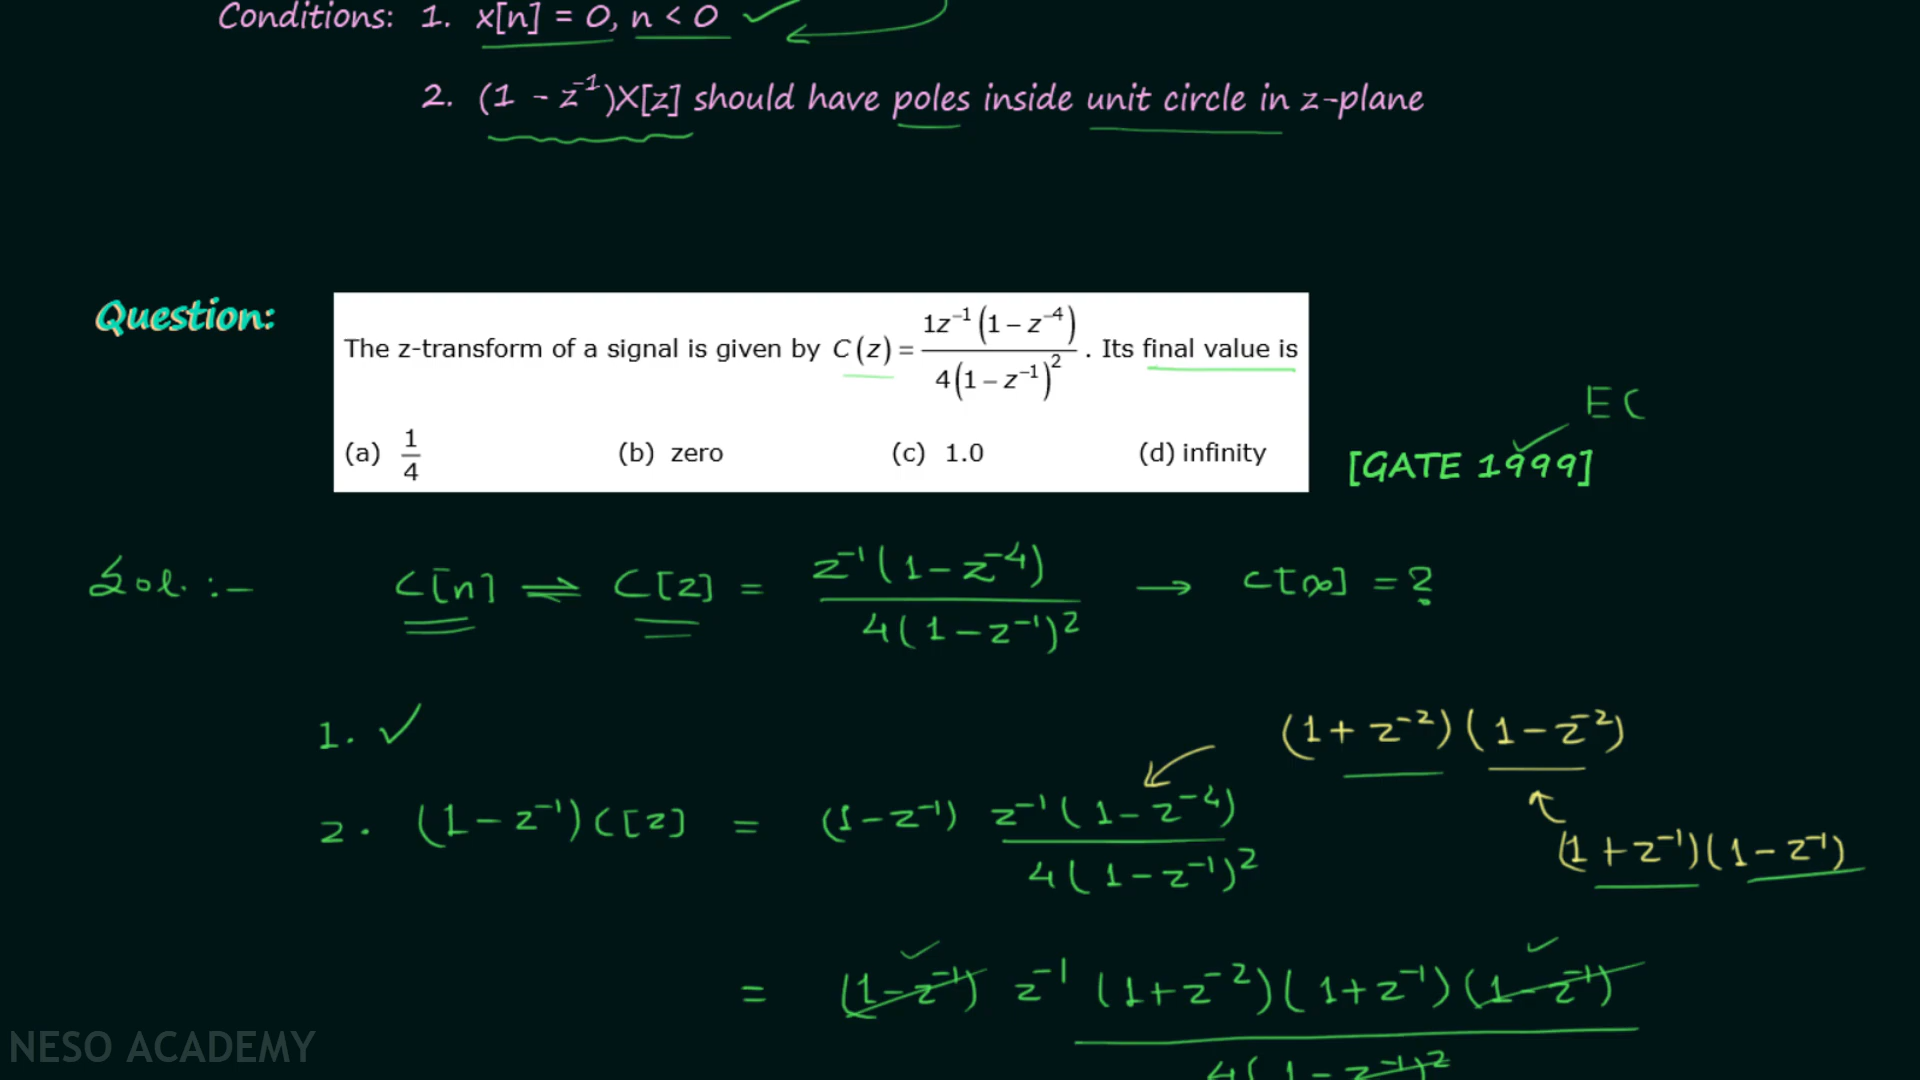 Conditions: 1. x[n] = 0, n < 0 ✓
2. (1 - z⁻¹)X[z] should have poles inside unit circle in z-plane
Question:
The z-transform of a signal is given by C(z) = 1z⁻¹(1 – z⁻⁴) / 4(1 – z⁻¹)². Its final value is
(a) 1/4 (b) zero (c) 1.0 (d) infinity
EC
[GATE 1999]
Sol. :- C[n] ⇌ C[z] = z⁻¹(1-z⁻⁴) / 4(1-z⁻¹)² → C[∞] = ?
1. ✓
(1+z⁻²)(1-z⁻²)
2. (1-z⁻¹)C[z] = (1-z⁻¹) z⁻¹(1-z⁻⁴) / 4(1-z⁻¹)²
(1+z⁻¹)(1-z⁻¹)
= (1-z⁻¹) z⁻¹ (1+z⁻²)(1+z⁻¹)(1-z⁻¹) / 4(1-z⁻¹)²
NESO ACADEMY